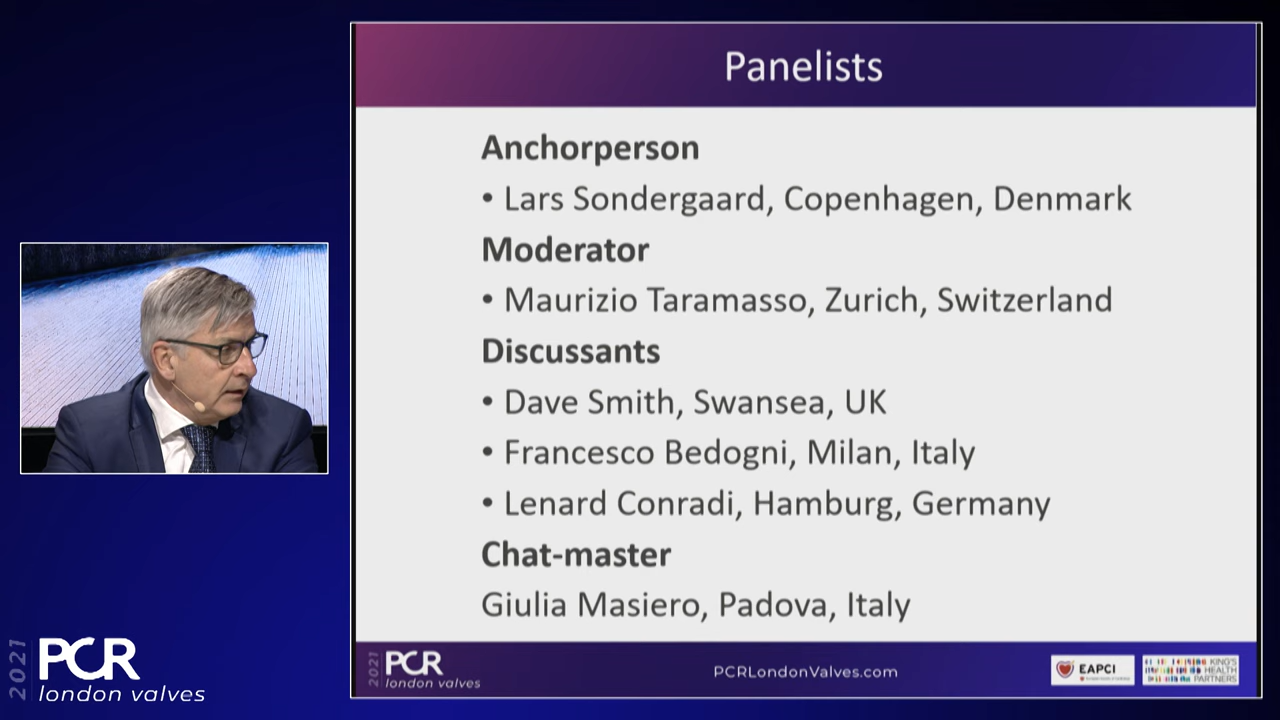 Panelists
Anchorperson
• Lars Sondergaard, Copenhagen, Denmark
Moderator
• Maurizio Taramasso, Zurich, Switzerland
Discussants
• Dave Smith, Swansea, UK
• Francesco Bedogni, Milan, Italy
• Lenard Conradi, Hamburg, Germany
Chat-master
Giulia Masiero, Padova, Italy
2021
PCR
london valves
2021
PCR
london valves
PCRLondonValves.com
EAPCI
KING'S
HEALTH
PARTNERS